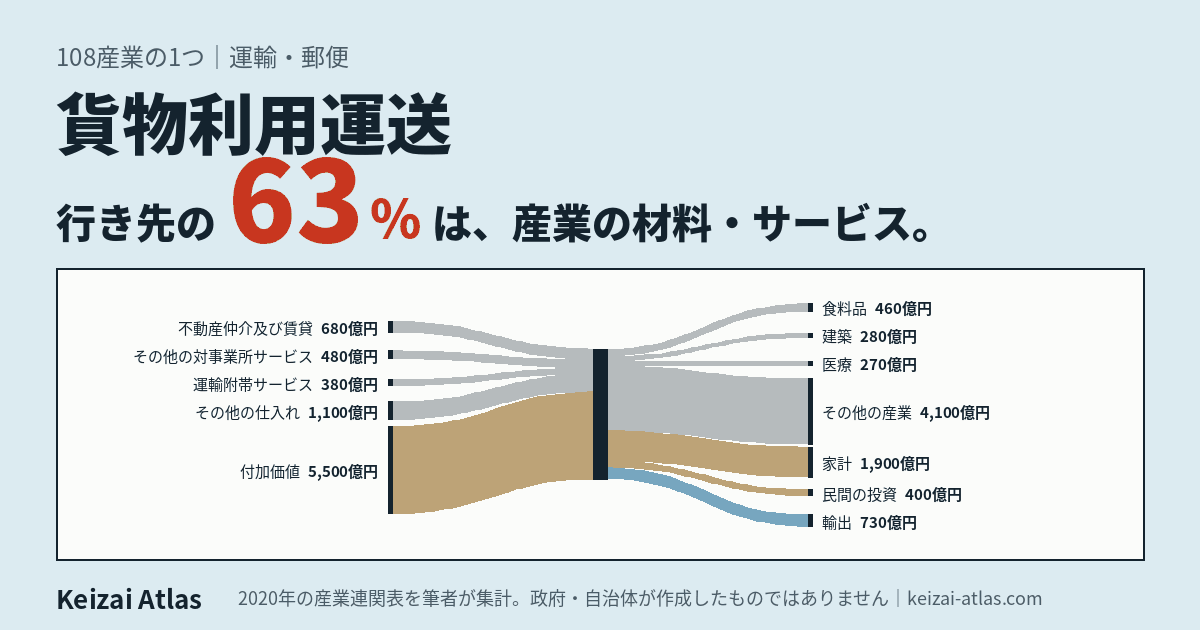 108産業の1つ｜運輸・郵便
貨物利用運送
行き先の 63% は、産業の材料・サービス。
不動産仲介及び賃貸 680億円
その他の対事業所サービス 480億円
運輸附帯サービス 380億円
その他の仕入れ 1,100億円
付加価値 5,500億円
食料品 460億円
建築 280億円
医療 270億円
その他の産業 4,100億円
家計 1,900億円
民間の投資 400億円
輸出 730億円
Keizai Atlas
2020年の産業連関表を筆者が集計。政府・自治体が作成したものではありません｜keizai-atlas.com